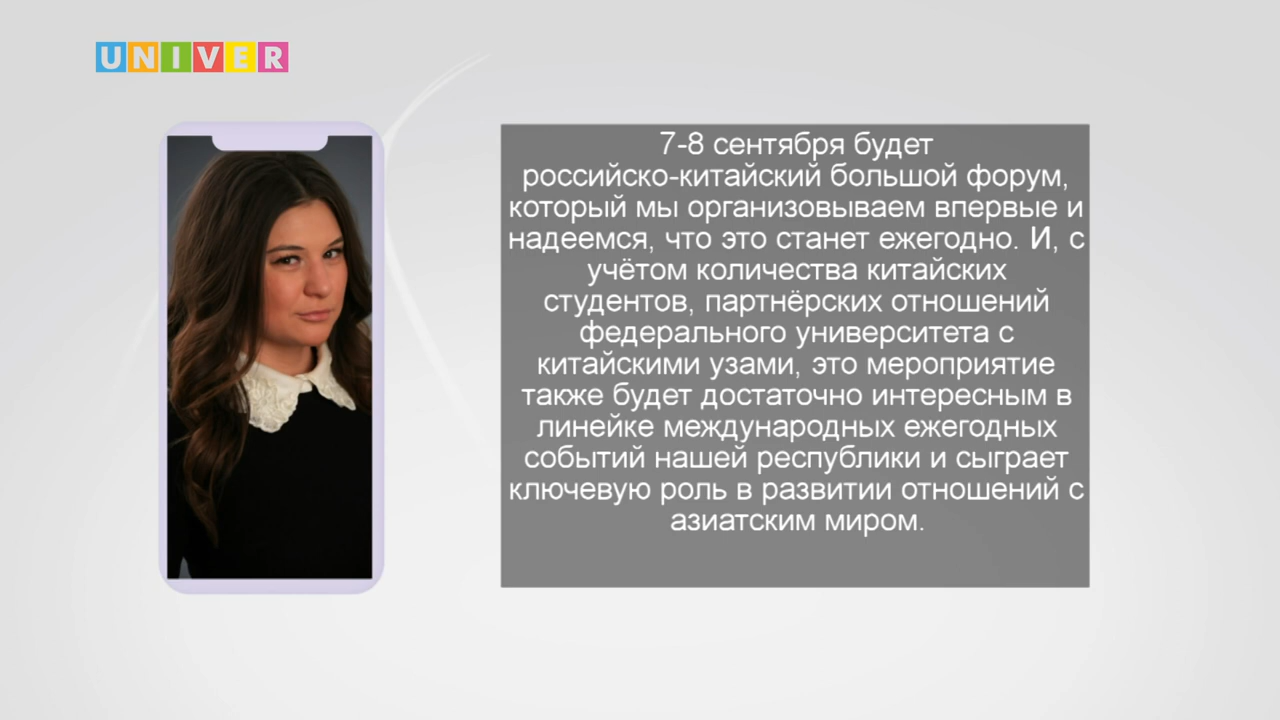 UNIVER
7-8 сентября будет
российско-китайский большой форум,
который мы организовываем впервые и
надеемся, что это станет ежегодно. И, с
учётом количества китайских
студентов, партнёрских отношений
федерального университета с
китайскими узами, это мероприятие
также будет достаточно интересным в
линейке международных ежегодных
событий нашей республики и сыграет
ключевую роль в развитии отношений с
азиатским миром.